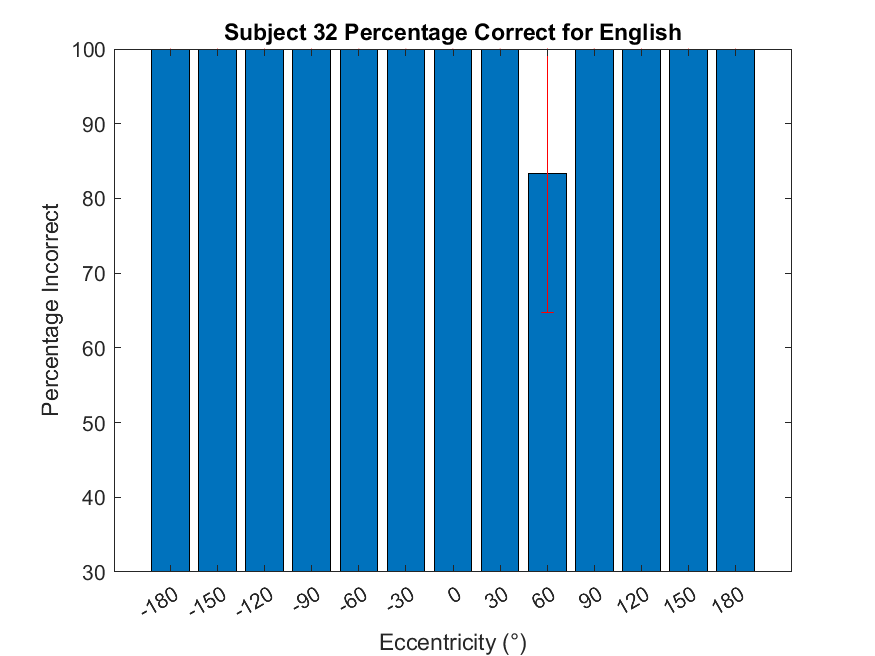 Subject 32 Percentage Correct for English
100
90
80
70
60
50
40
30
Percentage Incorrect
-180 -150 -120 -90 -60 -30 0 30 60 90 120 150 180
Eccentricity (°)